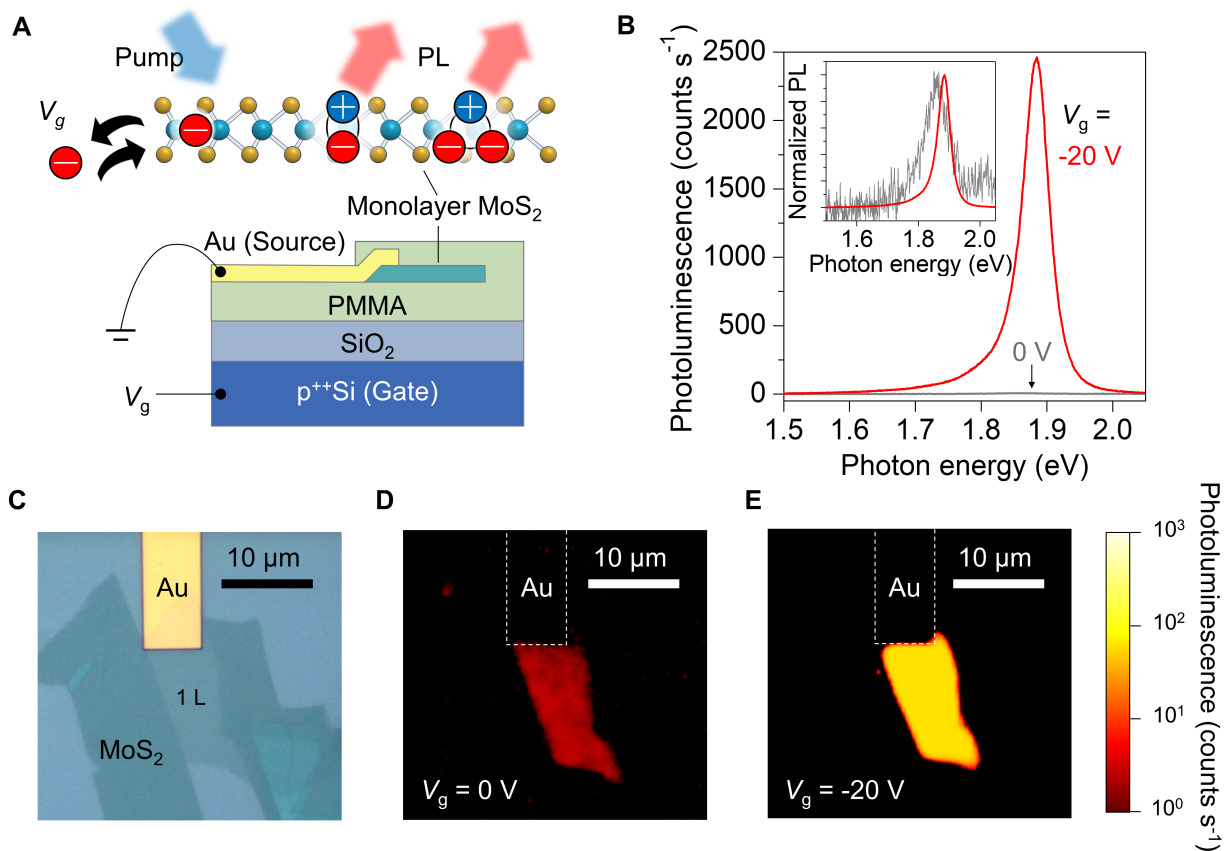 A
Pump
PL
V_g
Monolayer MoS₂
Au (Source)
PMMA
SiO₂
V_g
p⁺⁺Si (Gate)
B
Photoluminescence (counts s⁻¹)
2500
2000
1500
1000
500
0
1.5
1.6
1.7
1.8
1.9
2.0
Photon energy (eV)
V_g =
-20 V
0 V
Normalized PL
1.6
1.8
2.0
Photon energy (eV)
C
10 µm
Au
1 L
MoS₂
D
10 µm
Au
V_g = 0 V
E
10 µm
Au
V_g = -20 V
10³
10²
10¹
10⁰
Photoluminescence (counts s⁻¹)